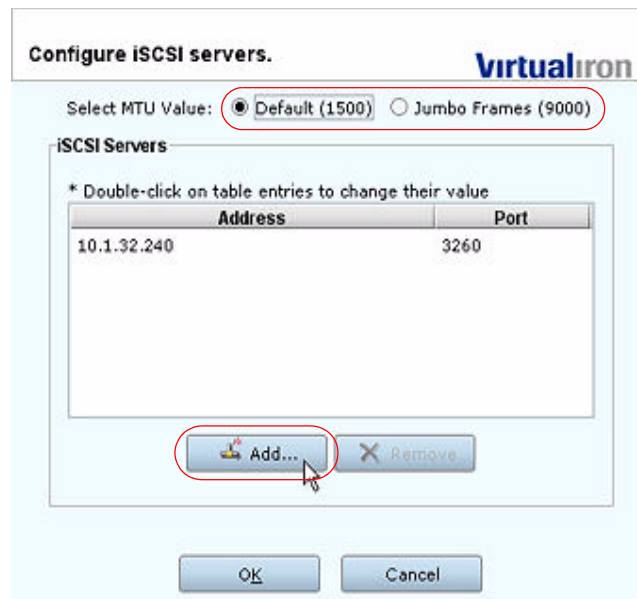 Configure iSCSI servers.
Virtualiron
Select MTU Value: Default (1500) Jumbo Frames (9000)
iSCSI Servers
* Double-click on table entries to change their value
Address Port
10.1.32.240 3260
Add... Remove
OK Cancel